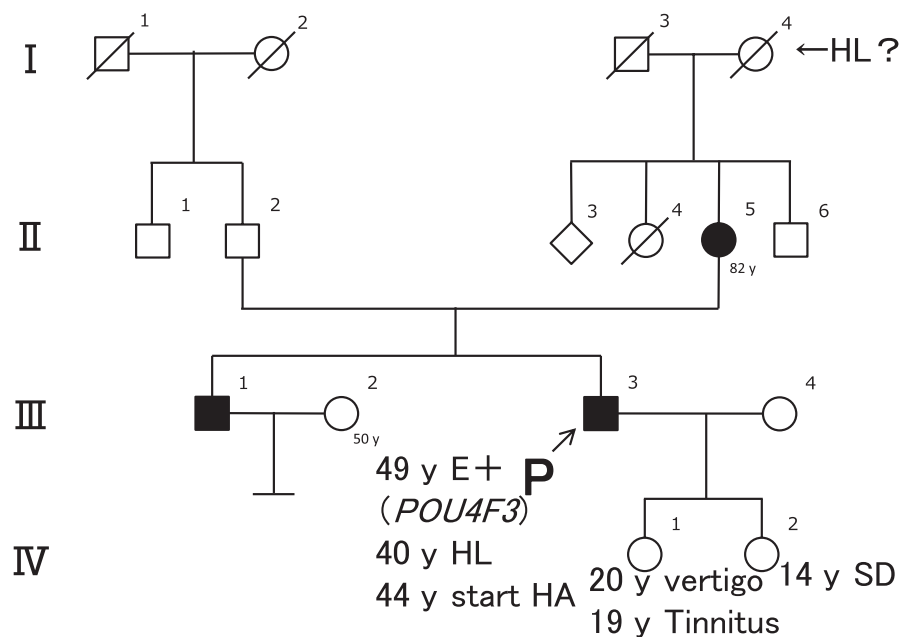 Ⅰ
1
2
3
4
←HL?
Ⅱ
1
2
3
4
5
6
82 y
Ⅲ
1
2
3
4
50 y
49 y E+ P
(POU4F3)
40 y HL
44 y start HA
Ⅳ
1
2
20 y vertigo
14 y SD
19 y Tinnitus